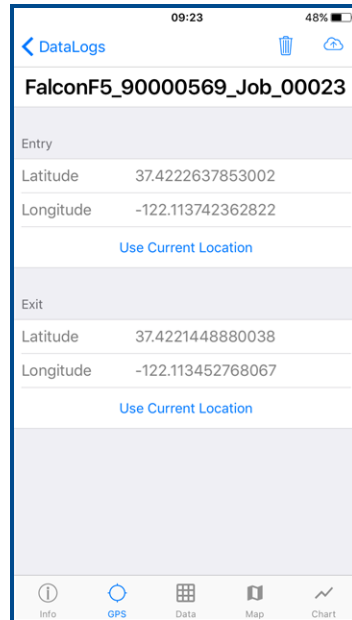 09:23 48%
DataLogs
FalconF5_90000569_Job_00023
Entry
Latitude 37.4222637853002
Longitude -122.113742362822
Use Current Location
Exit
Latitude 37.4221448880038
Longitude -122.113452768067
Use Current Location
Info GPS Data Map Chart